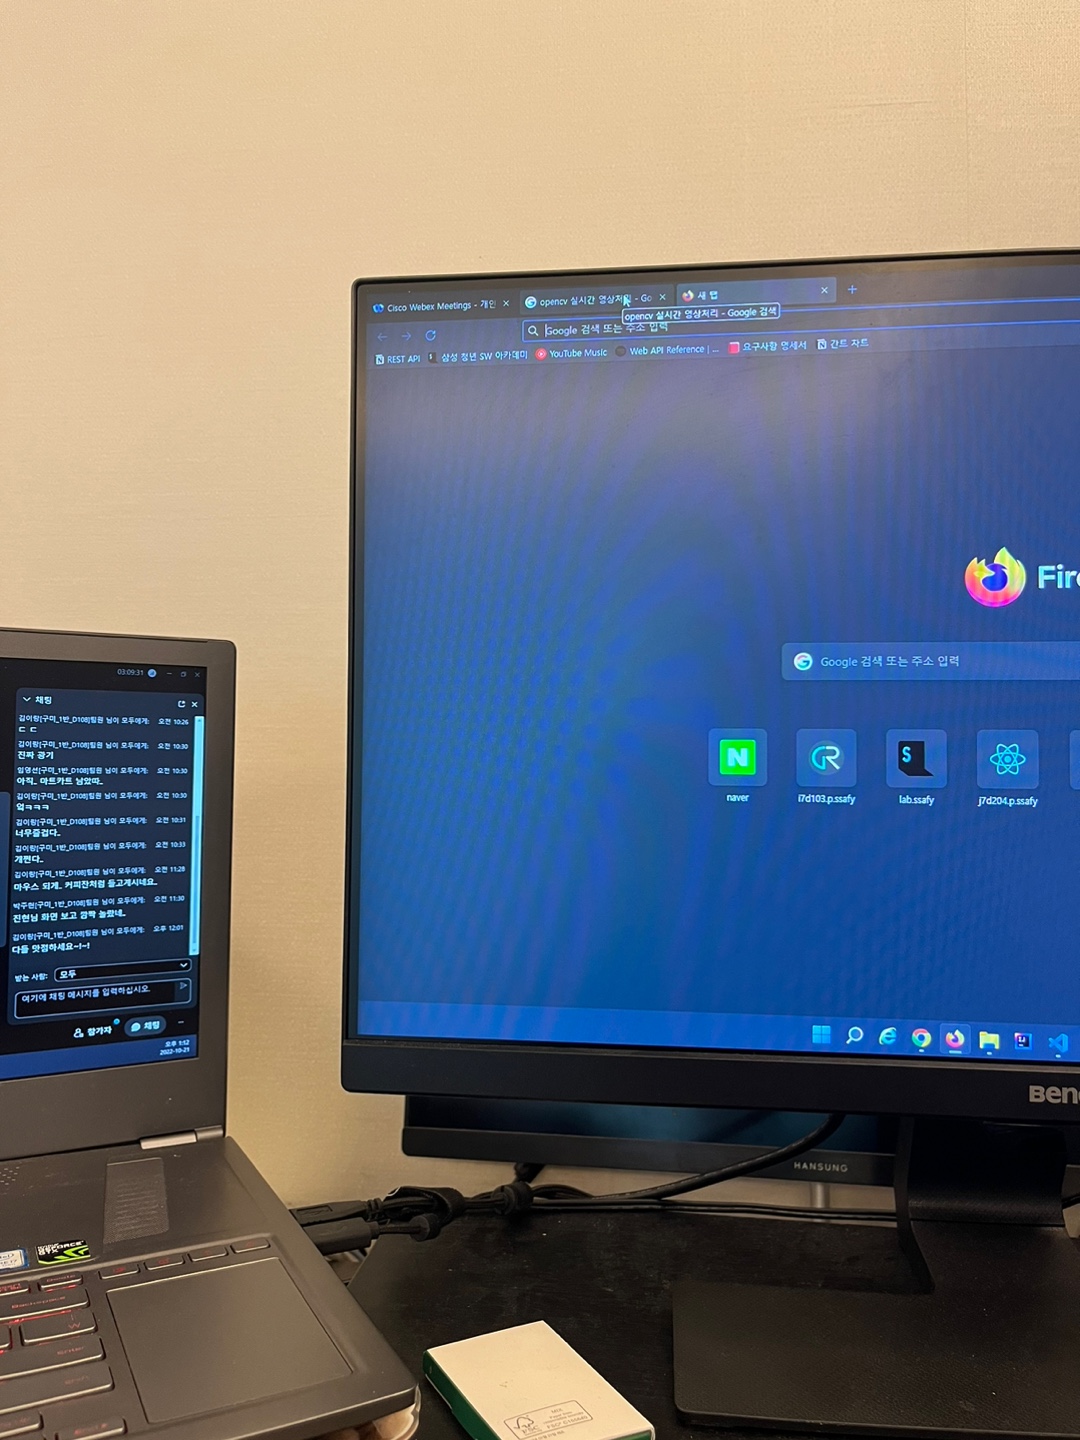 Cisco Webex Meetings - 개인
opencv 실시간 영상처리 - Go
새 탭
opencv 실시간 영상처리 - Google 검색
Google 검색 또는 주소 입력
REST API
삼성 청년 SW 아카데미
YouTube Music
Web API Reference | ...
요구사항 명세서
간트 차트
Fire
Google 검색 또는 주소 입력
N
naver
i7d103.p.ssafy
S
lab.ssafy
j7d204.p.ssafy
BenQ
HANSUNG
03:09:31
채팅
김이랑[구미_1반_D108]팀원 님이 모두에게: 오전 10:26
ㄷ ㄷ
김이랑[구미_1반_D108]팀원 님이 모두에게: 오전 10:30
진짜 광기
임영선[구미_1반_D108]팀원 님이 모두에게: 오전 10:30
아직.. 마트카트 남았따..
김이랑[구미_1반_D108]팀원 님이 모두에게: 오전 10:30
엌ㅋㅋㅋ
김이랑[구미_1반_D108]팀원 님이 모두에게: 오전 10:31
너무즐겁다..
김이랑[구미_1반_D108]팀원 님이 모두에게: 오전 10:33
개쩐다..
김이랑[구미_1반_D108]팀원 님이 모두에게: 오전 11:28
마우스 되게.. 커피잔처럼 들고계시네요..
박주현[구미_1반_D108]팀원 님이 모두에게: 오전 11:30
진현님 화면 보고 깜짝 놀랐네..
김이랑[구미_1반_D108]팀원 님이 모두에게: 오후 12:01
다들 맛점하세요~!~!
받는 사람: 모두
여기에 채팅 메시지를 입력하십시오.
참가자
채팅
오후 1:52
2022-10-21
GEFORCE
Backspace
Enter
MIX
FSC